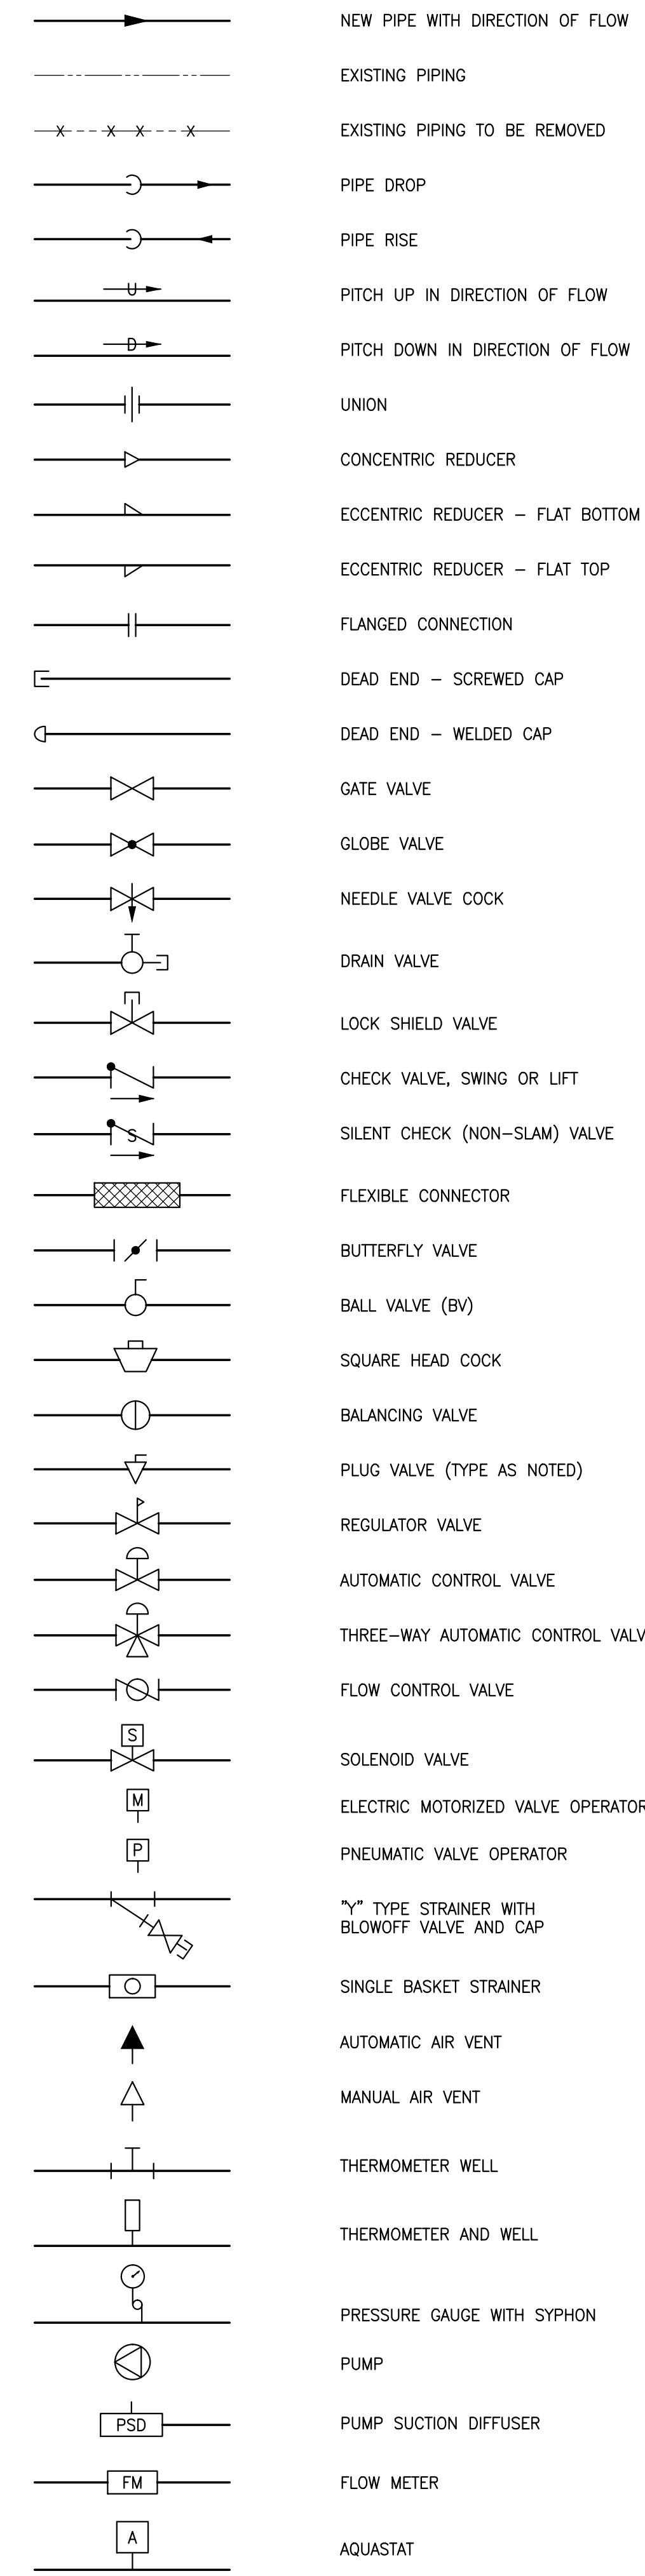 NEW PIPE WITH DIRECTION OF FLOW
EXISTING PIPING
X X X X EXISTING PIPING TO BE REMOVED
PIPE DROP
PIPE RISE
U PITCH UP IN DIRECTION OF FLOW
D PITCH DOWN IN DIRECTION OF FLOW
UNION
CONCENTRIC REDUCER
ECCENTRIC REDUCER – FLAT BOTTOM
ECCENTRIC REDUCER – FLAT TOP
FLANGED CONNECTION
DEAD END – SCREWED CAP
DEAD END – WELDED CAP
GATE VALVE
GLOBE VALVE
NEEDLE VALVE COCK
DRAIN VALVE
LOCK SHIELD VALVE
CHECK VALVE, SWING OR LIFT
S SILENT CHECK (NON–SLAM) VALVE
FLEXIBLE CONNECTOR
BUTTERFLY VALVE
BALL VALVE (BV)
SQUARE HEAD COCK
BALANCING VALVE
PLUG VALVE (TYPE AS NOTED)
REGULATOR VALVE
AUTOMATIC CONTROL VALVE
THREE–WAY AUTOMATIC CONTROL VALV
FLOW CONTROL VALVE
S SOLENOID VALVE
M ELECTRIC MOTORIZED VALVE OPERATOR
P PNEUMATIC VALVE OPERATOR
"Y" TYPE STRAINER WITH
BLOWOFF VALVE AND CAP
SINGLE BASKET STRAINER
AUTOMATIC AIR VENT
MANUAL AIR VENT
THERMOMETER WELL
THERMOMETER AND WELL
PRESSURE GAUGE WITH SYPHON
PUMP
PSD PUMP SUCTION DIFFUSER
FM FLOW METER
A AQUASTAT